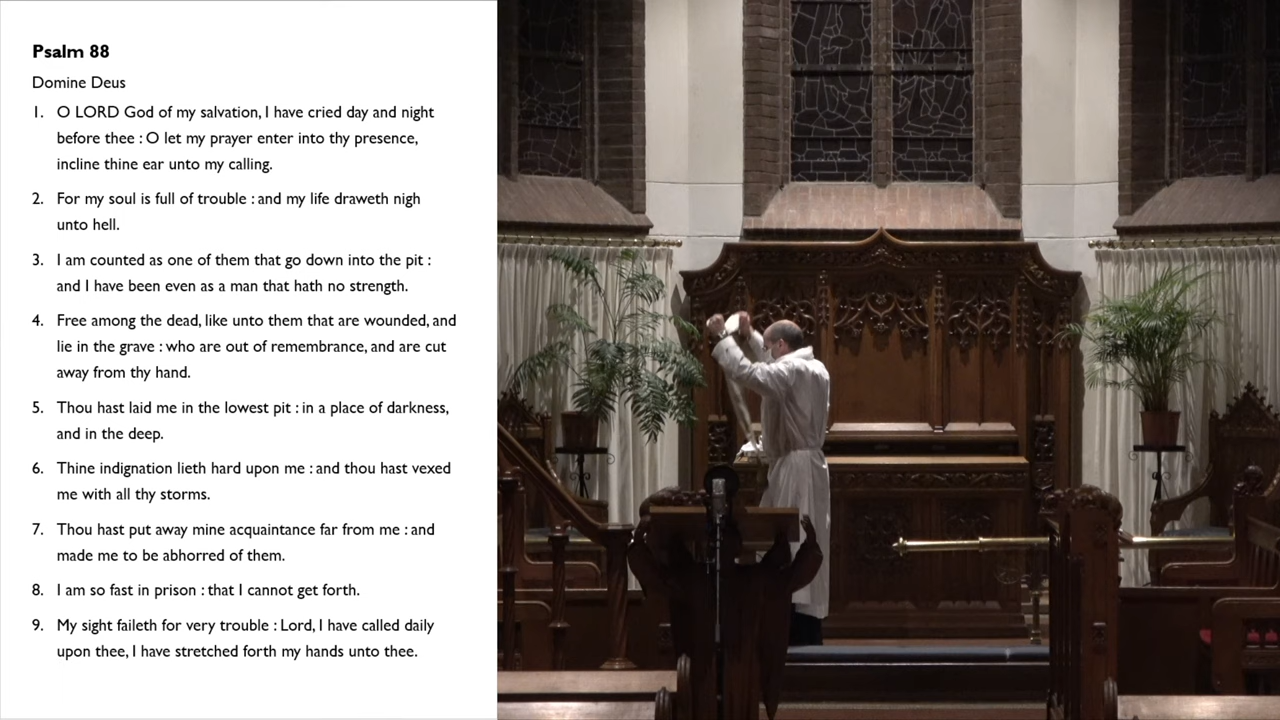 Psalm 88
Domine Deus
1. O LORD God of my salvation, I have cried day and night
before thee : O let my prayer enter into thy presence,
incline thine ear unto my calling.
2. For my soul is full of trouble : and my life draweth nigh
unto hell.
3. I am counted as one of them that go down into the pit :
and I have been even as a man that hath no strength.
4. Free among the dead, like unto them that are wounded, and
lie in the grave : who are out of remembrance, and are cut
away from thy hand.
5. Thou hast laid me in the lowest pit : in a place of darkness,
and in the deep.
6. Thine indignation lieth hard upon me : and thou hast vexed
me with all thy storms.
7. Thou hast put away mine acquaintance far from me : and
made me to be abhorred of them.
8. I am so fast in prison : that I cannot get forth.
9. My sight faileth for very trouble : Lord, I have called daily
upon thee, I have stretched forth my hands unto thee.